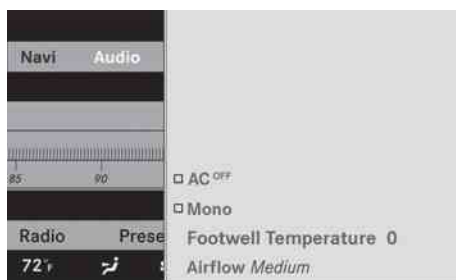 Navi Audio
85 90
AC OFF
Mono
Radio Prese
Footwell Temperature 0
72°F
Airflow Medium